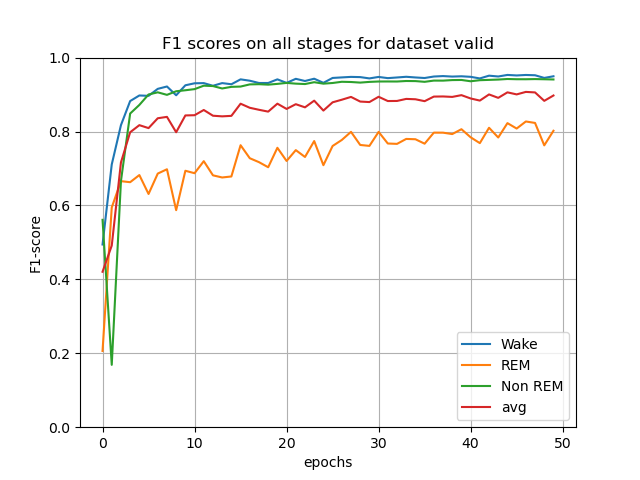 F1 scores on all stages for dataset valid
F1-score
1.0
0.8
0.6
0.4
0.2
0.0
0 10 20 30 40 50
epochs
Wake
REM
Non REM
avg